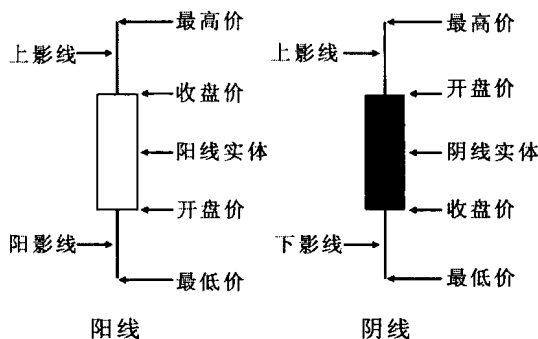 最高价
上影线
收盘价
阳线实体
开盘价
阳影线
最低价
阳线
最高价
上影线
开盘价
阴线实体
收盘价
下影线
最低价
阴线